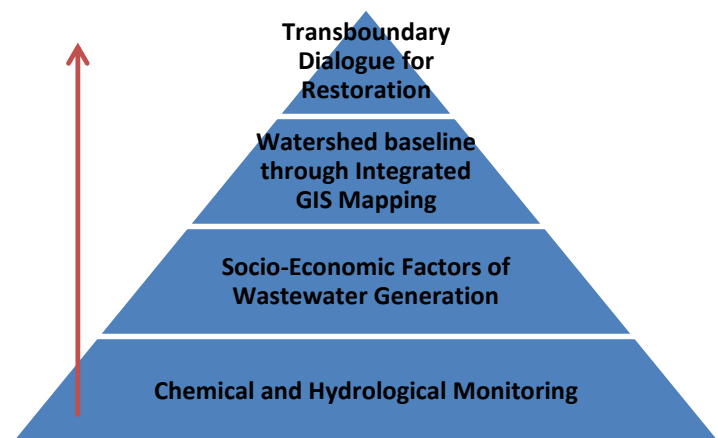 Transboundary
Dialogue for
Restoration
Watershed baseline
through Integrated
GIS Mapping
Socio-Economic Factors of
Wastewater Generation
Chemical and Hydrological Monitoring